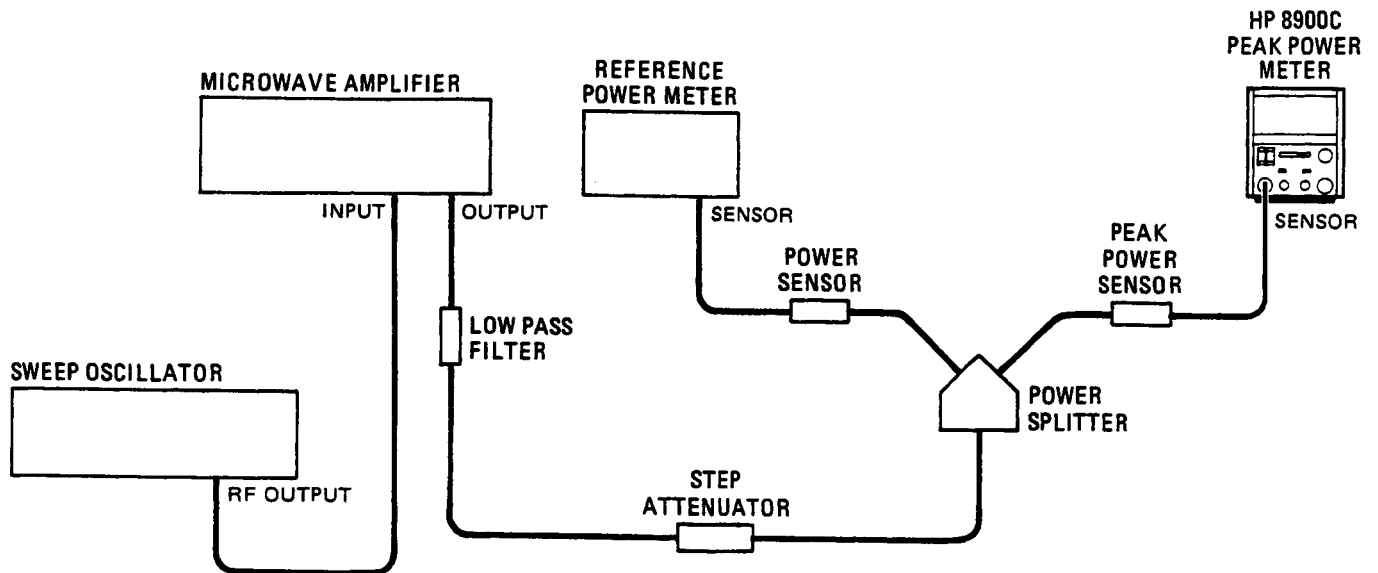 HP 8900C
PEAK POWER
METER
MICROWAVE AMPLIFIER
REFERENCE
POWER METER
INPUT
OUTPUT
SENSOR
SENSOR
POWER
SENSOR
PEAK
POWER
SENSOR
LOW PASS
FILTER
SWEEP OSCILLATOR
POWER
SPLITTER
RF OUTPUT
STEP
ATTENUATOR